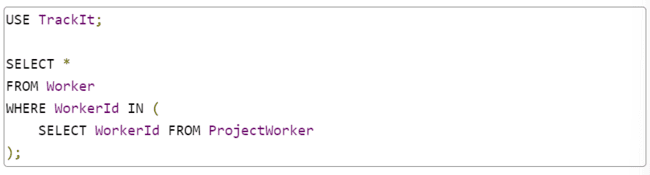 USE TrackIt;
SELECT *
FROM Worker
WHERE WorkerId IN (
    SELECT WorkerId FROM ProjectWorker
);